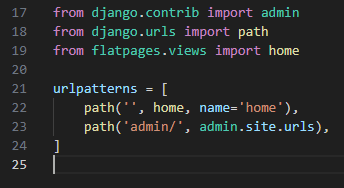 17 from django.contrib import admin
18 from django.urls import path
19 from flatpages.views import home
20
21 urlpatterns = [
22     path('', home, name='home'),
23     path('admin/', admin.site.urls),
24 ]
25